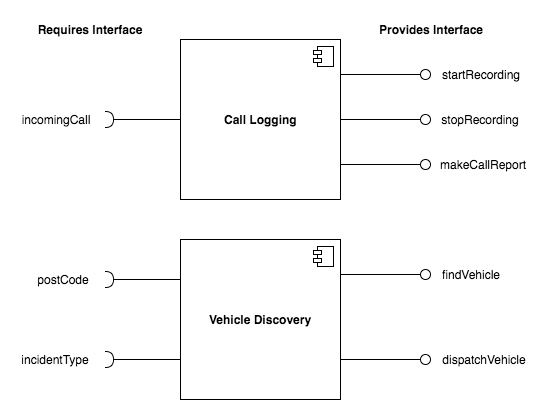 Requires Interface
Provides Interface
startRecording
incomingCall
Call Logging
stopRecording
makeCallReport
postCode
findVehicle
Vehicle Discovery
incidentType
dispatchVehicle